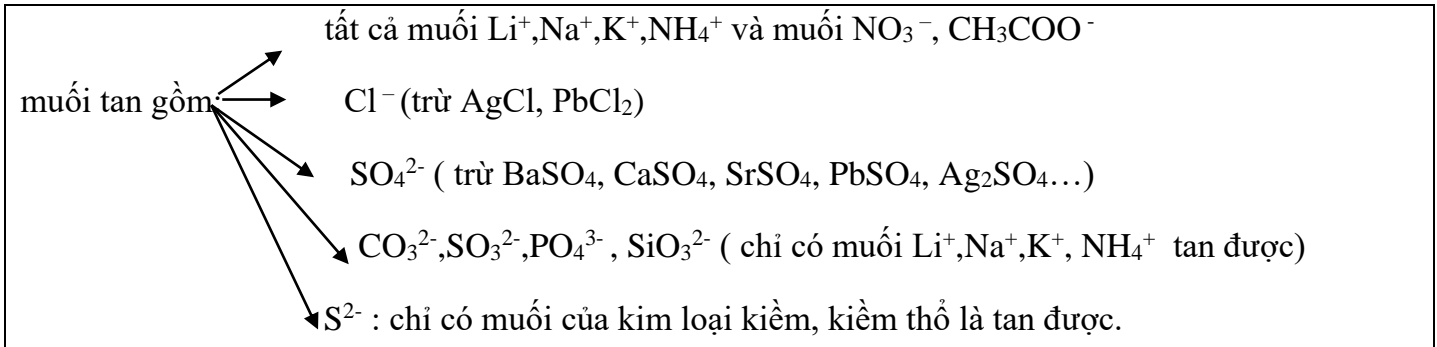 tất cả muối Li⁺,Na⁺,K⁺,NH₄⁺ và muối NO₃⁻, CH₃COO⁻
muối tan gồm:
Cl⁻ (trừ AgCl, PbCl₂)
SO₄²⁻ ( trừ BaSO₄, CaSO₄, SrSO₄, PbSO₄, Ag₂SO₄…)
CO₃²⁻,SO₃²⁻,PO₄³⁻ , SiO₃²⁻ ( chỉ có muối Li⁺,Na⁺,K⁺, NH₄⁺ tan được)
S²⁻ : chỉ có muối của kim loại kiềm, kiềm thổ là tan được.